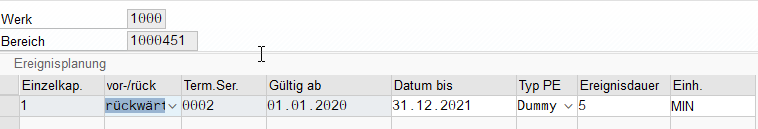 Werk 1000
Bereich 1000451
Ereignisplanung
Einzelkap. vor-/rück Term.Ser. Gültig ab Datum bis Typ PE Ereignisdauer Einh.
1 rückwärt 0002 01.01.2020 31.12.2021 Dummy 5 MIN